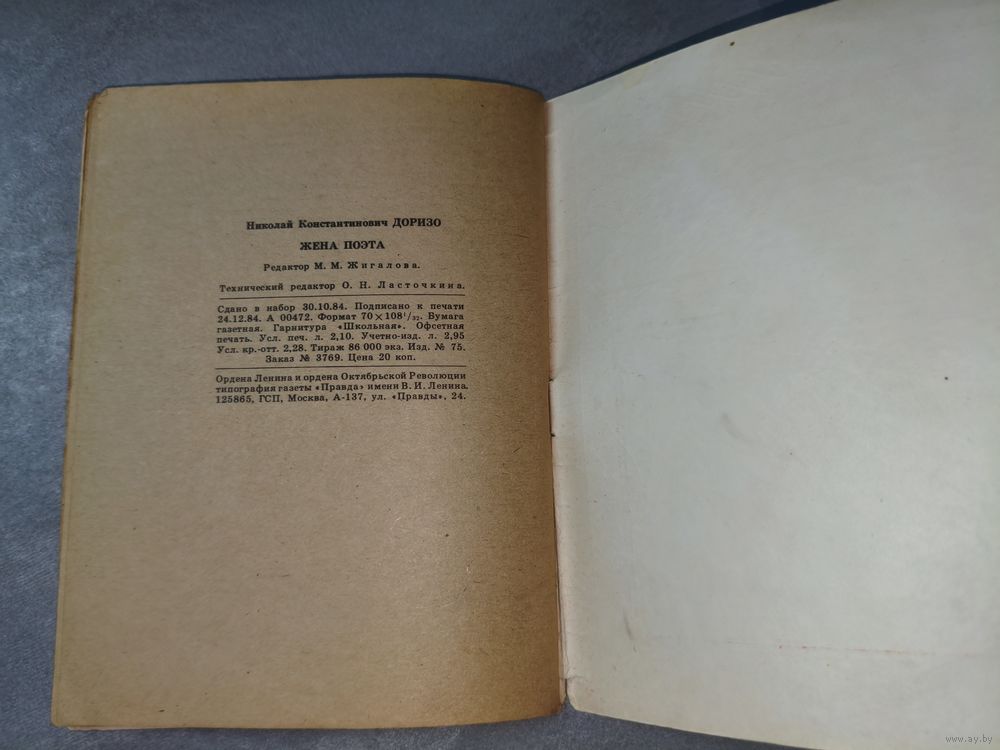 Николай Константинович ДОРИЗО
ЖЕНА ПОЭТА
Редактор М. М. Жигалова.
Технический редактор О. Н. Ласточкина.
Сдано в набор 30.10.84. Подписано к печати
24.12.84. А 00472. Формат 70×108¹/₃₂. Бумага
газетная. Гарнитура «Школьная». Офсетная
печать. Усл. печ. л. 2,10. Учетно-изд. л. 2,95
Усл. кр.-отт. 2,28. Тираж 86 000 экз. Изд. № 75.
Заказ № 3769. Цена 20 коп.
Ордена Ленина и ордена Октябрьской Революции
типография газеты «Правда» имени В. И. Ленина.
125865, ГСП, Москва, А-137, ул. «Правды», 24.
www.ay.by